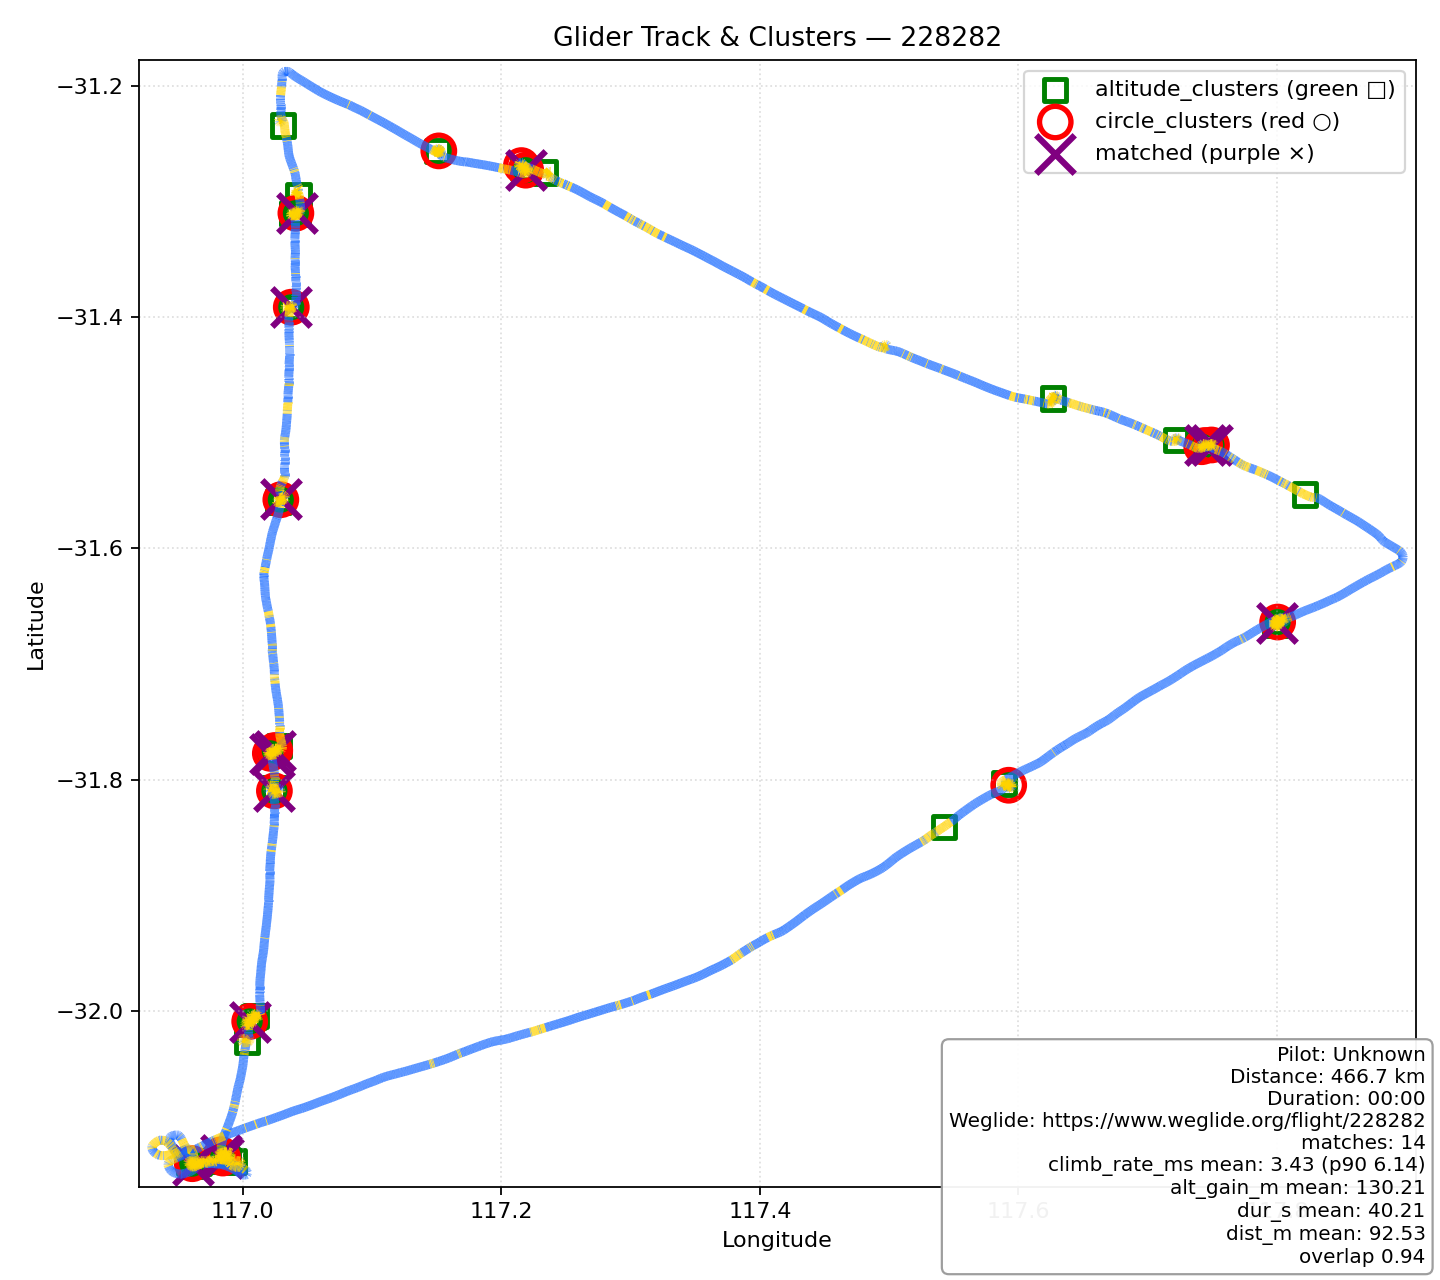 Glider Track & Clusters — 228282
altitude_clusters (green □)
circle_clusters (red ○)
matched (purple ×)
−31.2
−31.4
−31.6
−31.8
−32.0
Latitude
117.0
117.2
117.4
117.6
Longitude
Pilot: Unknown
Distance: 466.7 km
Duration: 00:00
Weglide: https://www.weglide.org/flight/228282
matches: 14
climb_rate_ms mean: 3.43 (p90 6.14)
alt_gain_m mean: 130.21
dur_s mean: 40.21
dist_m mean: 92.53
overlap 0.94